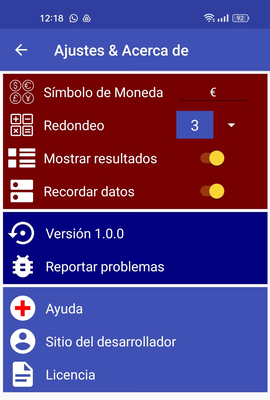 12:18 92
Ajustes & Acerca de
Símbolo de Moneda €
Redondeo 3
Mostrar resultados
Recordar datos
Versión 1.0.0
Reportar problemas
Ayuda
Sitio del desarrollador
Licencia